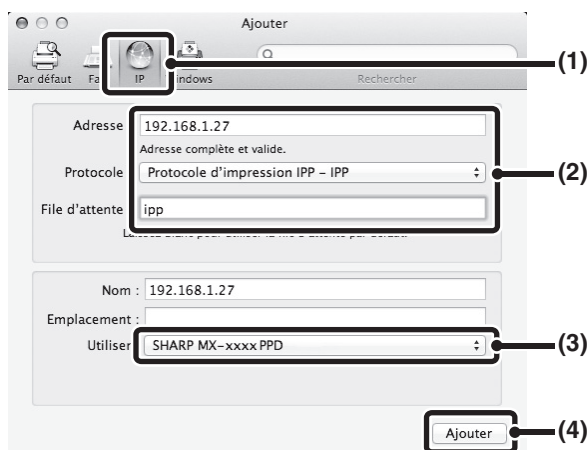 Ajouter
(1)
Par défaut
IP
Rechercher
Adresse
192.168.1.27
Adresse complète et valide.
Protocole
Protocole d'impression IPP – IPP
(2)
File d'attente
ipp
Nom :
192.168.1.27
Emplacement :
Utiliser
SHARP MX-xxxx PPD
(3)
Ajouter
(4)